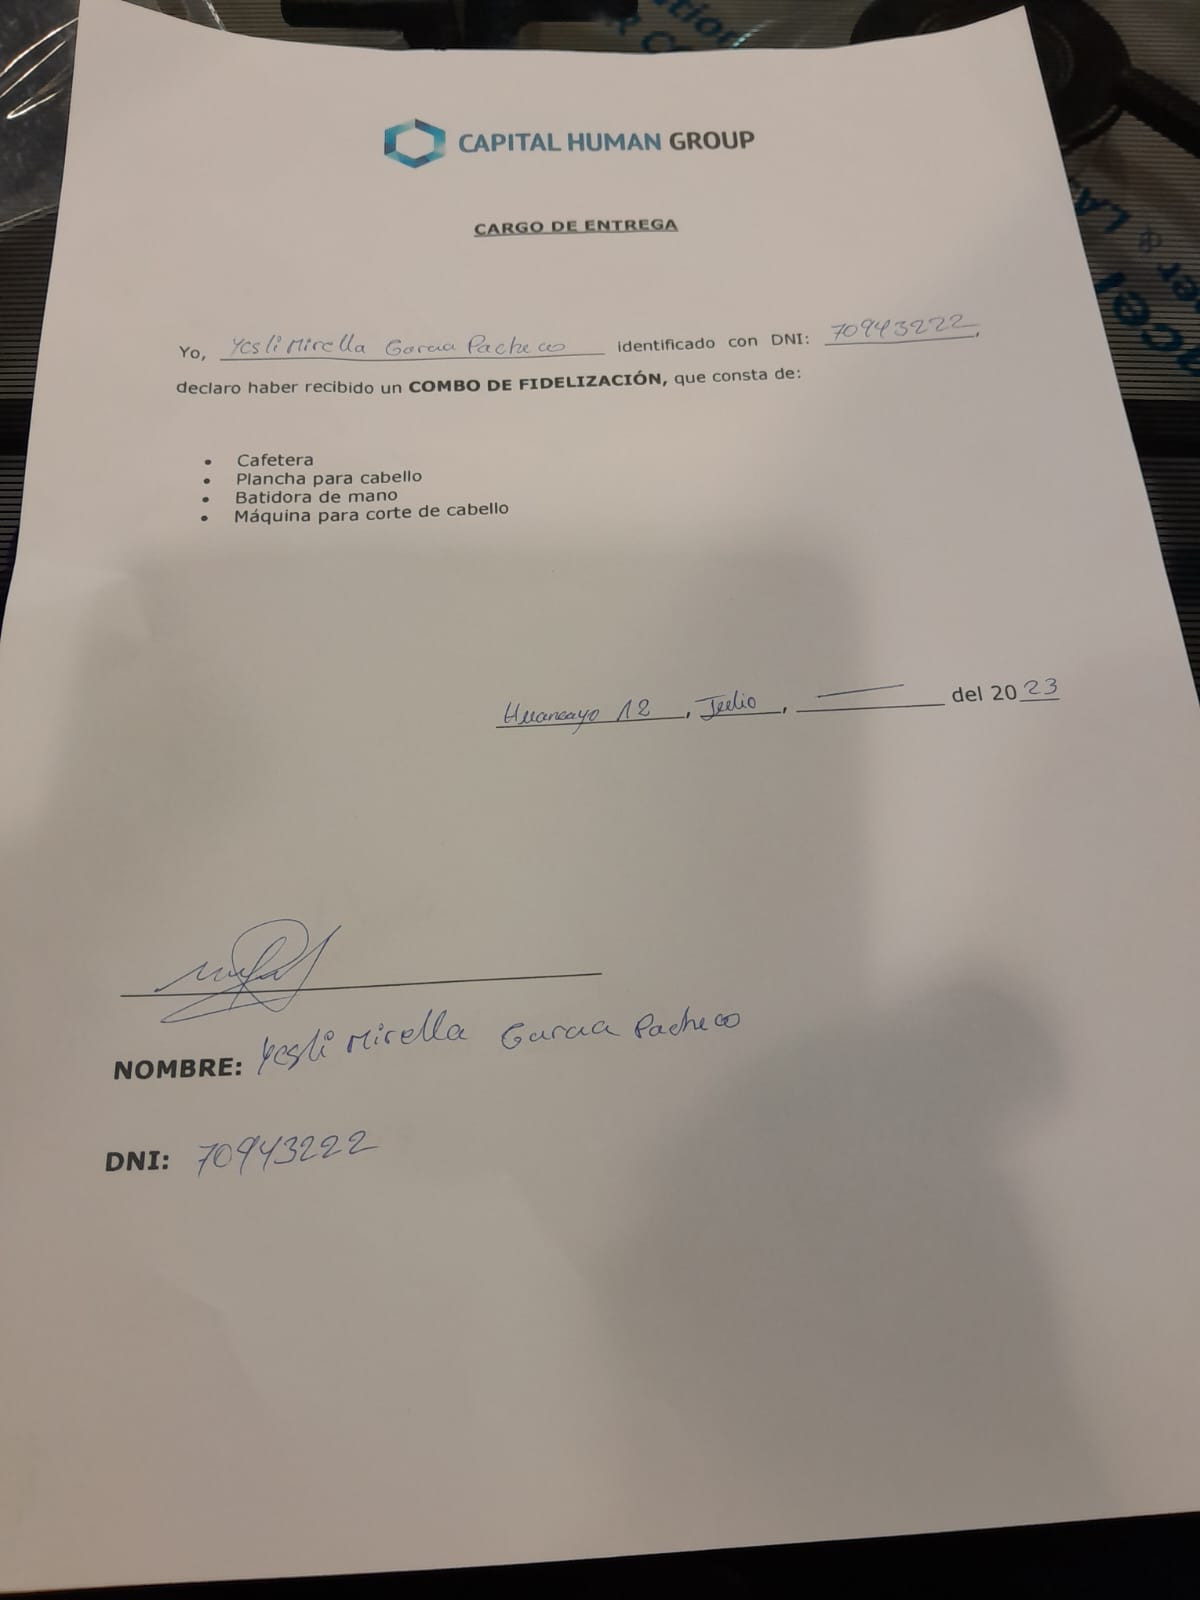 CAPITAL HUMAN GROUP
CARGO DE ENTREGA
Yo, Yesli Mirella Garcia Pacheco identificado con DNI: 70943222,
declaro haber recibido un COMBO DE FIDELIZACIÓN, que consta de:
• Cafetera
• Plancha para cabello
• Batidora de mano
• Máquina para corte de cabello
Huancayo 12, Julio, del 2023
NOMBRE: Yesli Mirella Garcia Pacheco
DNI: 70943222